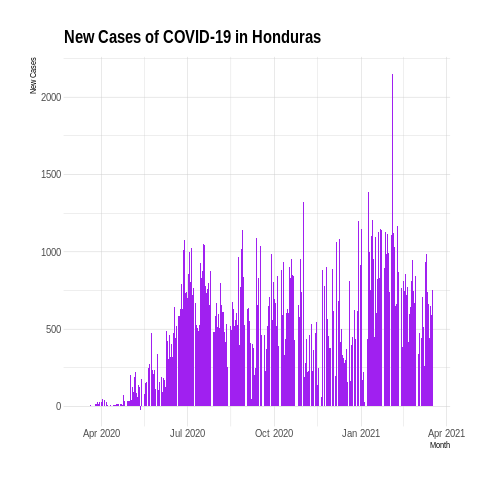 New Cases of COVID-19 in Honduras
New Cases
2000
1500
1000
500
0
Apr 2020 Jul 2020 Oct 2020 Jan 2021 Apr 2021
Month